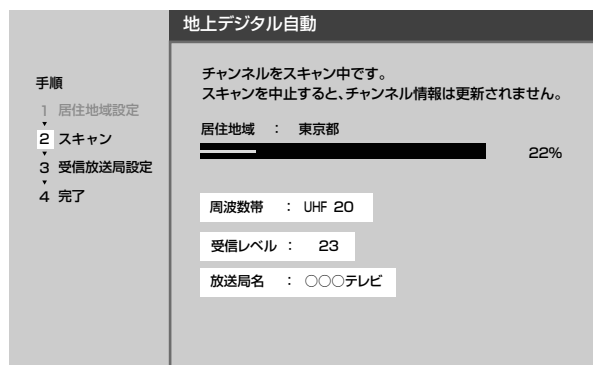 地上デジタル自動
手順
1 居住地域設定
2 スキャン
3 受信放送局設定
4 完了
チャンネルをスキャン中です。
スキャンを中止すると、チャンネル情報は更新されません。
居住地域 ： 東京都
22%
周波数帯 ： UHF 20
受信レベル ： 23
放送局名 ： ○○○テレビ